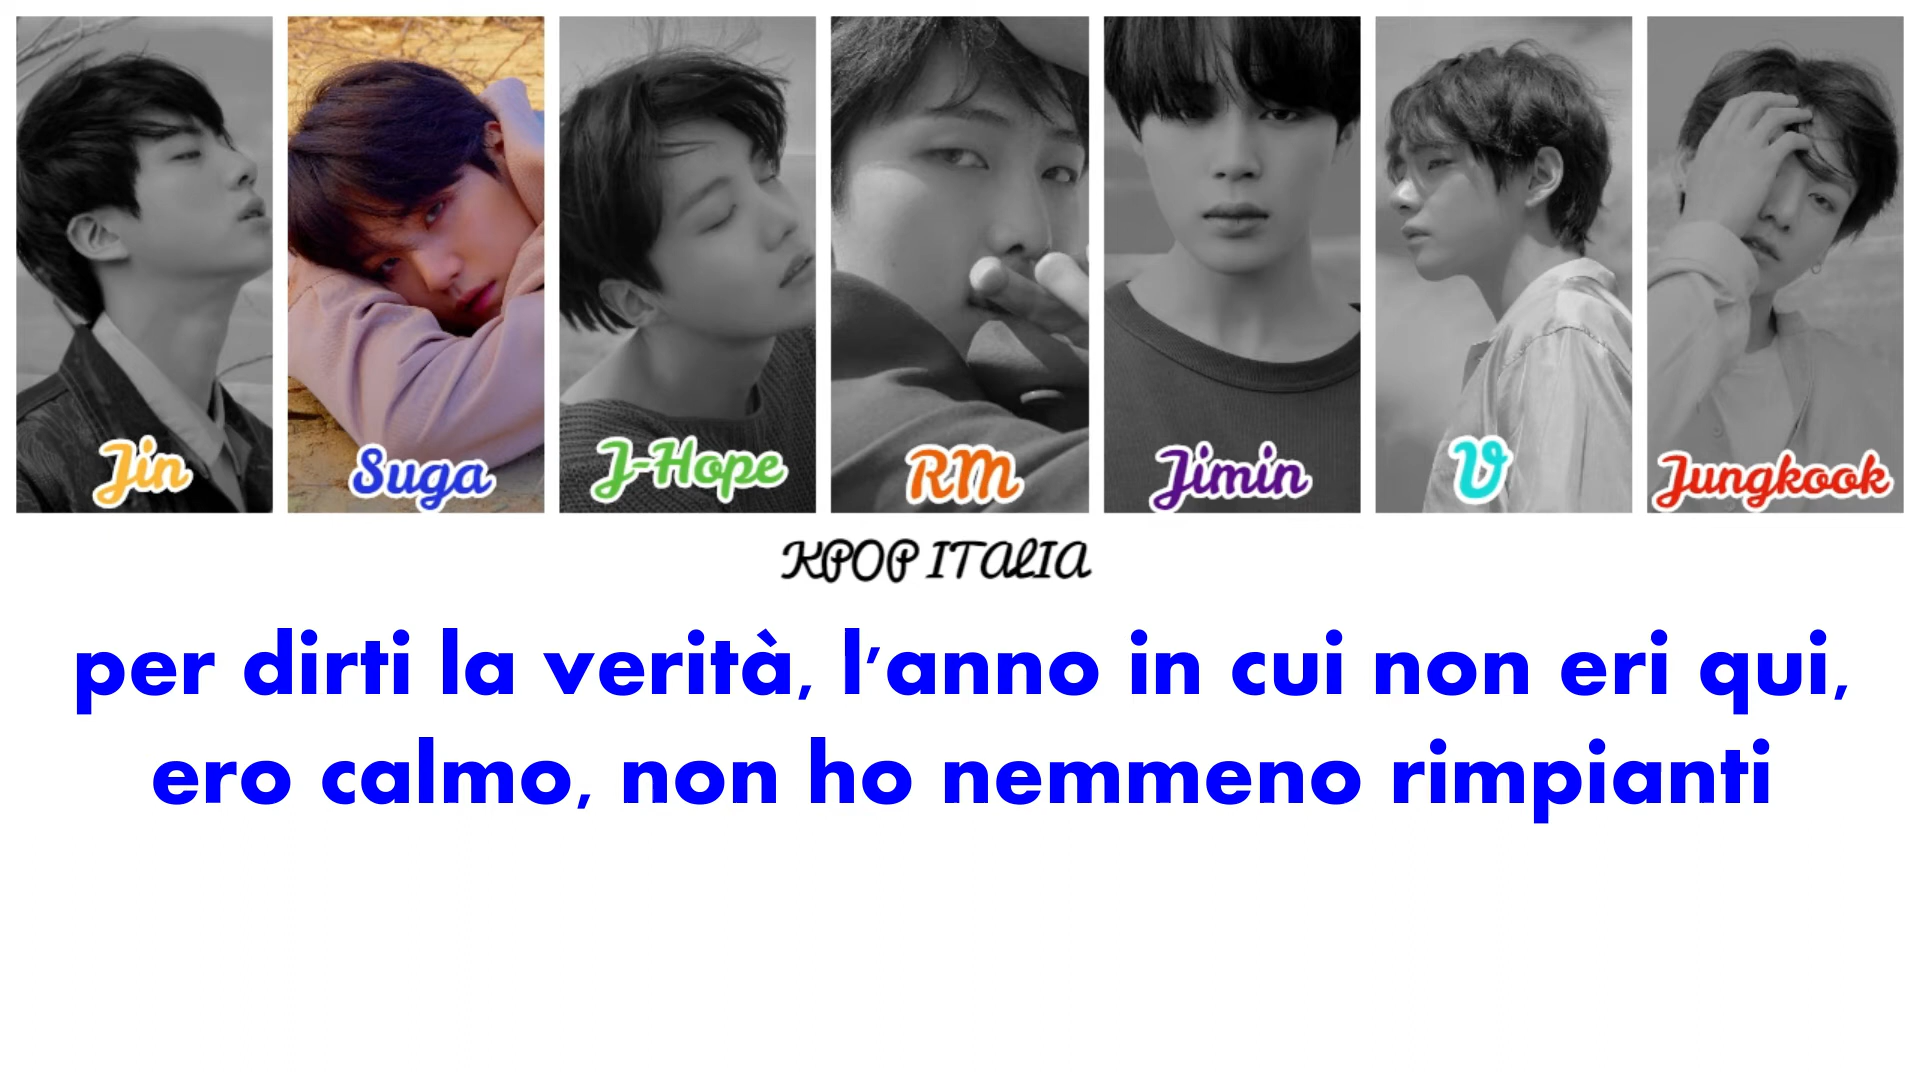 Jin
Suga
J-Hope
RM
Jimin
V
Jungkook
KPOP ITALIA
per dirti la verità, l'anno in cui non eri qui,
ero calmo, non ho nemmeno rimpianti